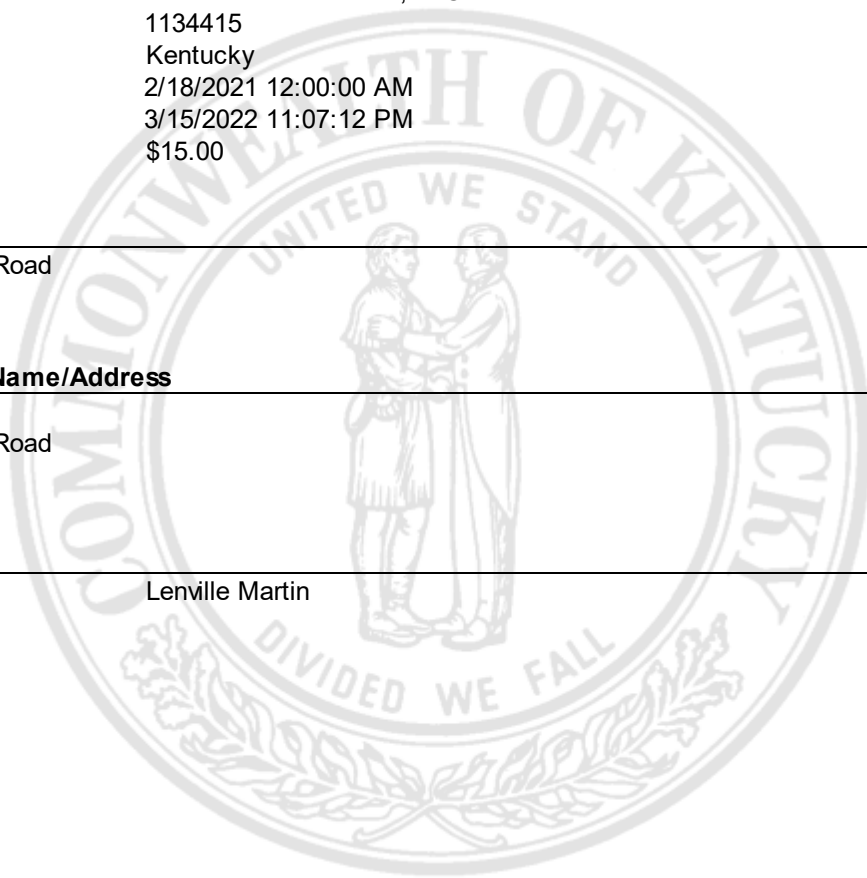 1134415
Kentucky
2/18/2021 12:00:00 AM
3/15/2022 11:07:12 PM
$15.00
Road
Name/Address
Road
Lenville Martin
COMMONWEALTH OF KENTUCKY
UNITED WE STAND
DIVIDED WE FALL